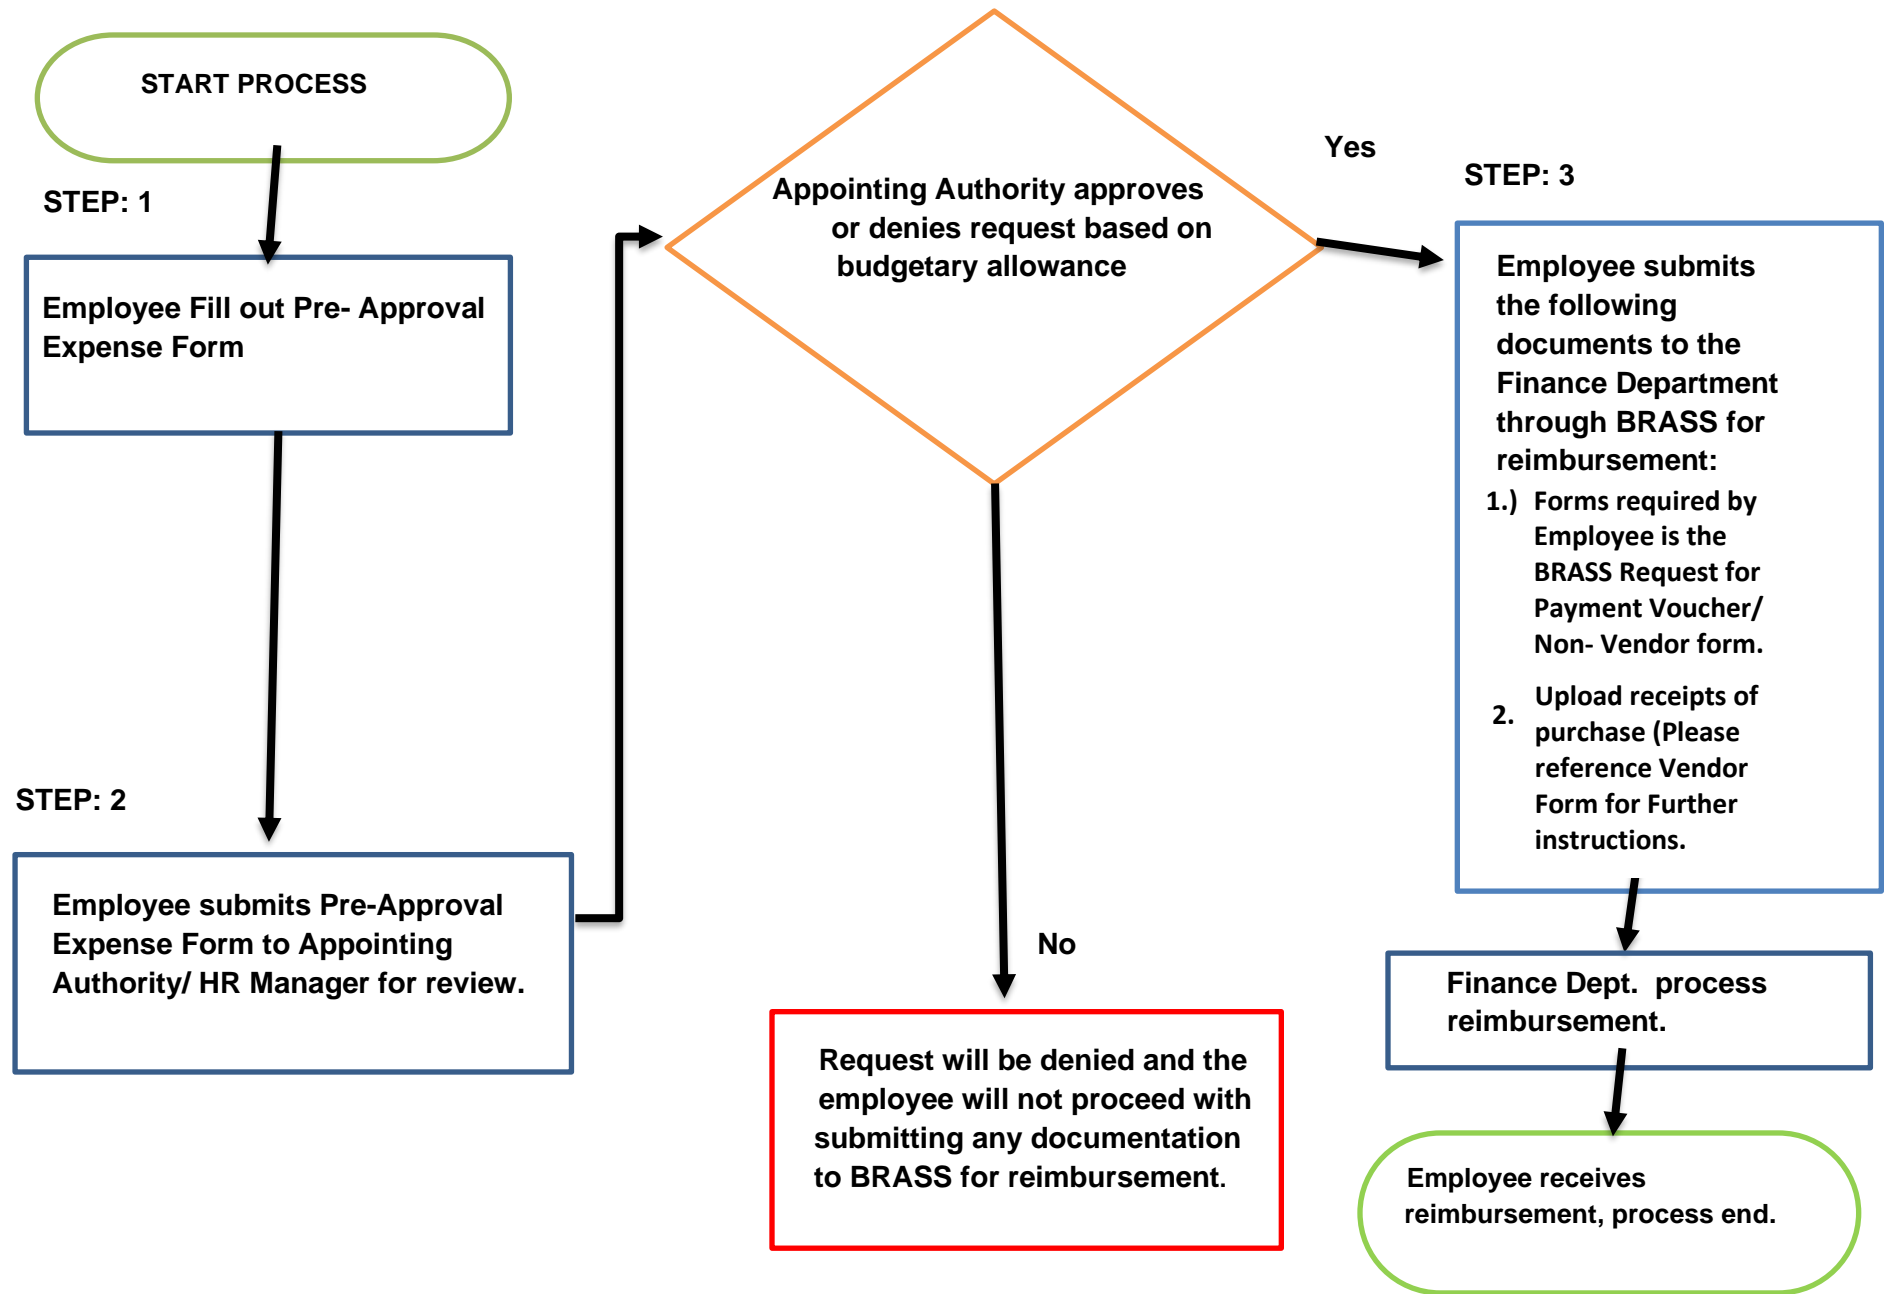 START PROCESS
STEP: 1
Employee Fill out Pre- Approval
Expense Form
STEP: 2
Employee submits Pre-Approval
Expense Form to Appointing
Authority/ HR Manager for review.
Appointing Authority approves
or denies request based on
budgetary allowance
Yes
No
Request will be denied and the
employee will not proceed with
submitting any documentation
to BRASS for reimbursement.
STEP: 3
Employee submits
the following
documents to the
Finance Department
through BRASS for
reimbursement:
1.) Forms required by
Employee is the
BRASS Request for
Payment Voucher/
Non- Vendor form.
2. Upload receipts of
purchase (Please
reference Vendor
Form for Further
instructions.
Finance Dept. process
reimbursement.
Employee receives
reimbursement, process end.